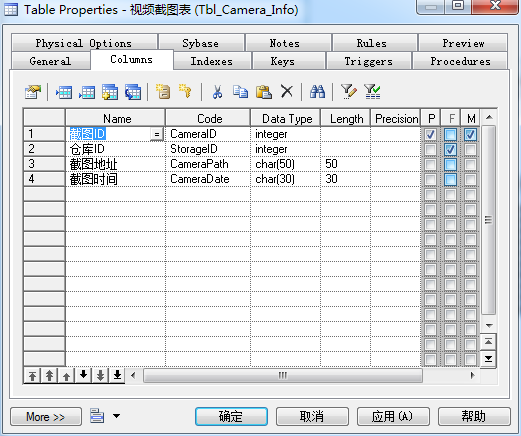 Table Properties - 视频截图表 (Tbl_Camera_Info)
Physical Options Sybase Notes Rules Preview
General Columns Indexes Keys Triggers Procedures
Name Code Data Type Length Precision P F M
1 截图ID = CameraID integer
2 仓库ID StorageID integer
3 截图地址 CameraPath char(50) 50
4 截图时间 CameraDate char(30) 30
More >> 确定 取消 应用(A) 帮助